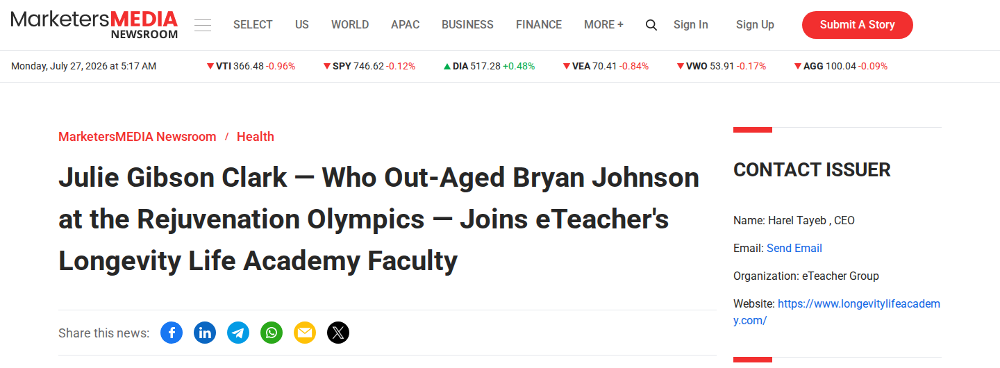 MarketersMEDIA
NEWSROOM
SELECT US WORLD APAC BUSINESS FINANCE MORE + Sign In Sign Up Submit A Story
Monday, July 27, 2026 at 5:17 AM VTI 366.48 -0.96% SPY 746.62 -0.12% DIA 517.28 +0.48% VEA 70.41 -0.84% VWO 53.91 -0.17% AGG 100.04 -0.09%
MarketersMEDIA Newsroom / Health
Julie Gibson Clark — Who Out-Aged Bryan Johnson
at the Rejuvenation Olympics — Joins eTeacher's
Longevity Life Academy Faculty
Share this news:
CONTACT ISSUER
Name: Harel Tayeb , CEO
Email: Send Email
Organization: eTeacher Group
Website: https://www.longevitylifeacadem
y.com/